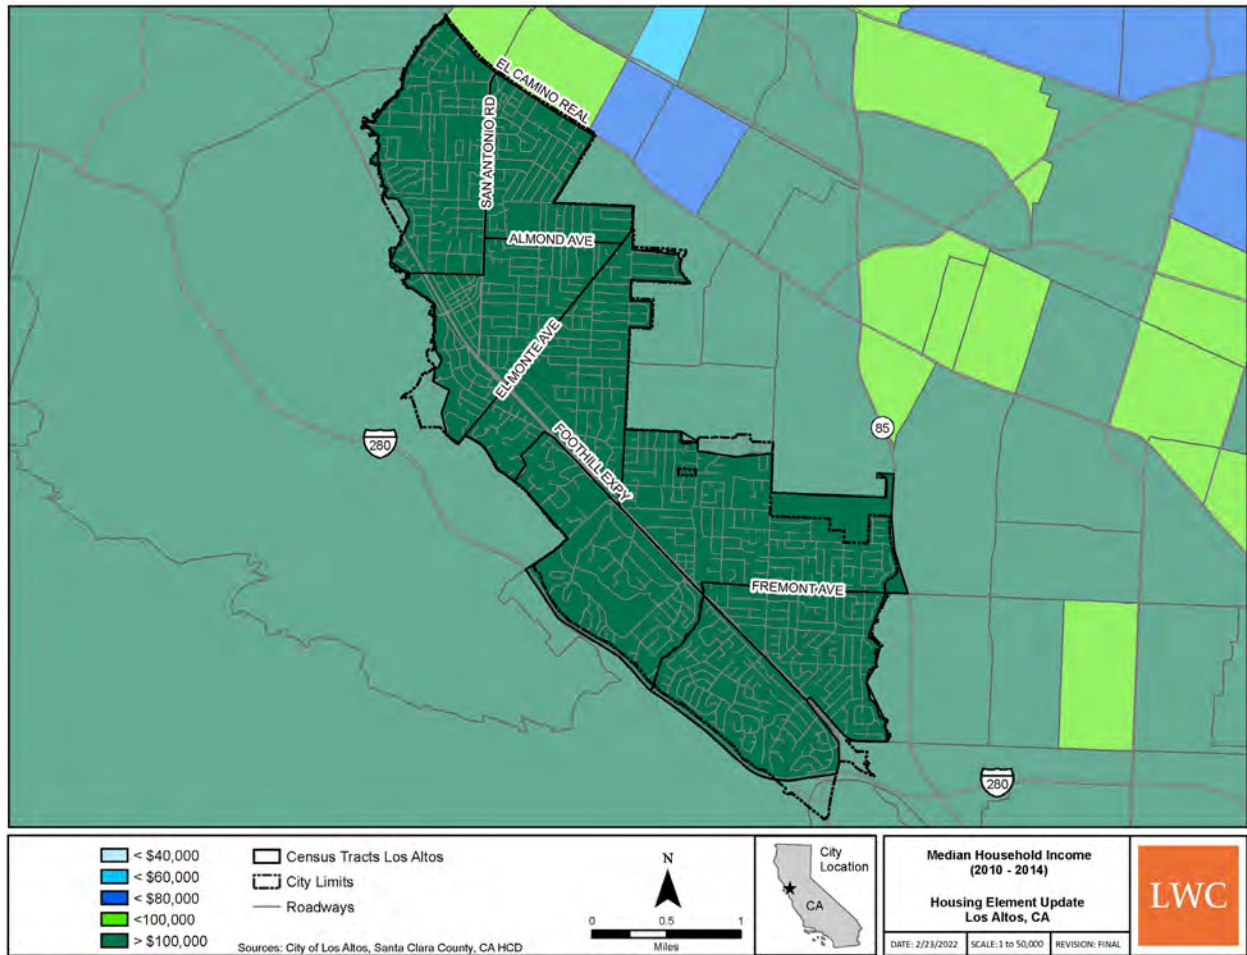 EL CAMINO REAL
SAN ANTONIO RD
ALMOND AVE
EL MONTE AVE
FOOTHILL EXPY
85
280
FREMONT AVE
280
< $40,000
< $60,000
< $80,000
<100,000
> $100,000
Census Tracts Los Altos
City Limits
Roadways
Sources: City of Los Altos, Santa Clara County, CA HCD
N
0 0.5 1
Miles
City
Location
CA
Median Household Income
(2010 - 2014)
Housing Element Update
Los Altos, CA
DATE: 2/23/2022
SCALE:1 to 50,000
REVISION: FINAL
LWC